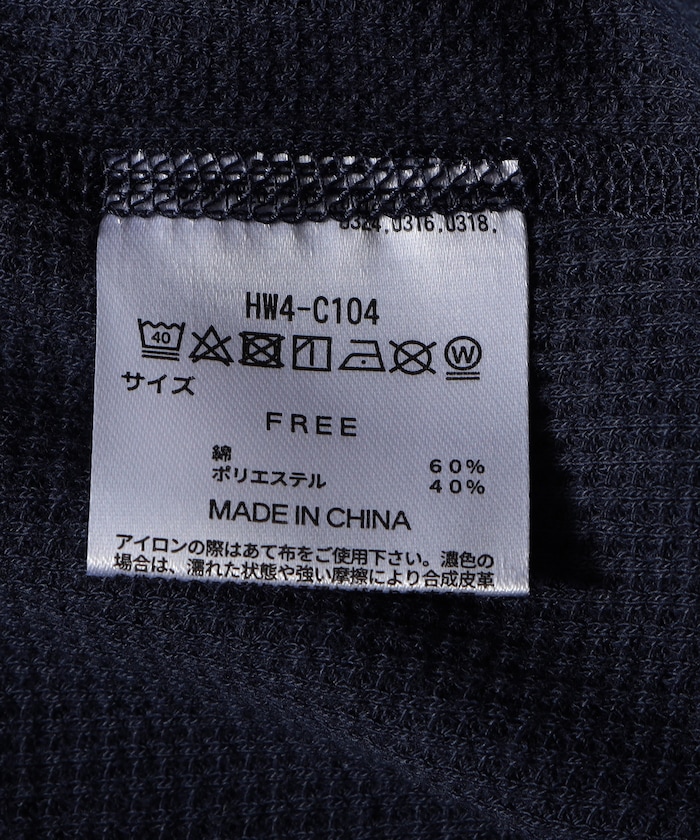 0324.0316.0318.
HW4-C104
40 W
サイズ
FREE
綿 60%
ポリエステル 40%
MADE IN CHINA
アイロンの際はあて布をご使用下さい。濃色の
場合は、濡れた状態や強い摩擦により合成皮革